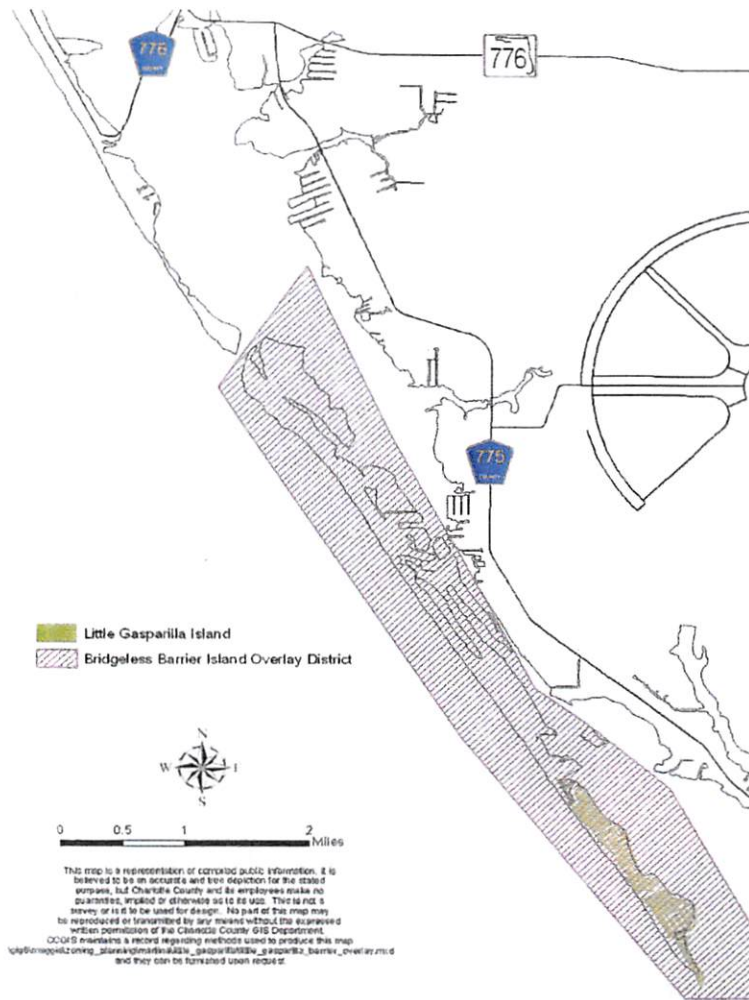 776
776
775
COUNTY
Little Gasparilla Island
Bridgeless Barrier Island Overlay District
N
W E
S
0 0.5 1 2
Miles
This map is a representation of compiled public information. It is
believed to be an accurate and true depiction for the stated
purpose, but Charlotte County and its employees make no
guaranties, implied or otherwise as to its use. This is not a
survey or is it to be used for design. No part of this map may
be reproduced or transmitted by any means without the expressed
written permission of the Charlotte County GIS Department.
CCGIS maintains a record regarding methods used to produce this map
and they can be furnished upon request.